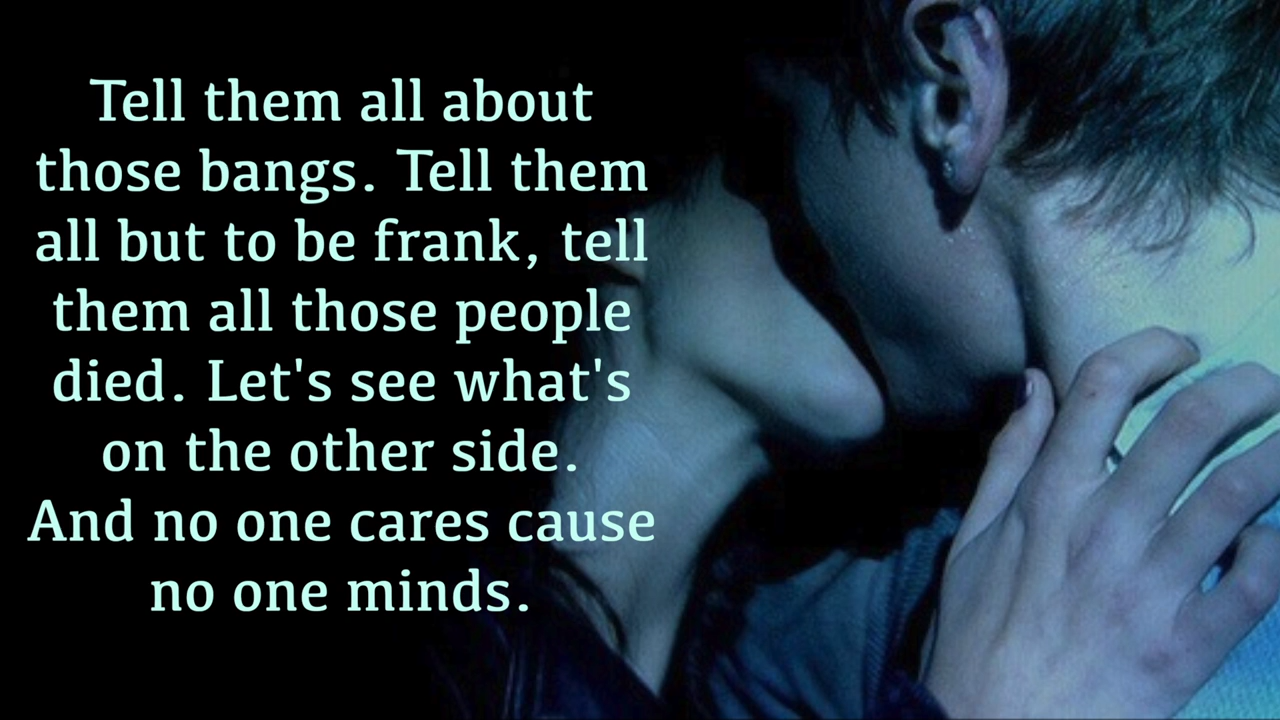 Tell them all about
those bangs. Tell them
all but to be frank, tell
them all those people
died. Let's see what's
on the other side.
And no one cares cause
no one minds.